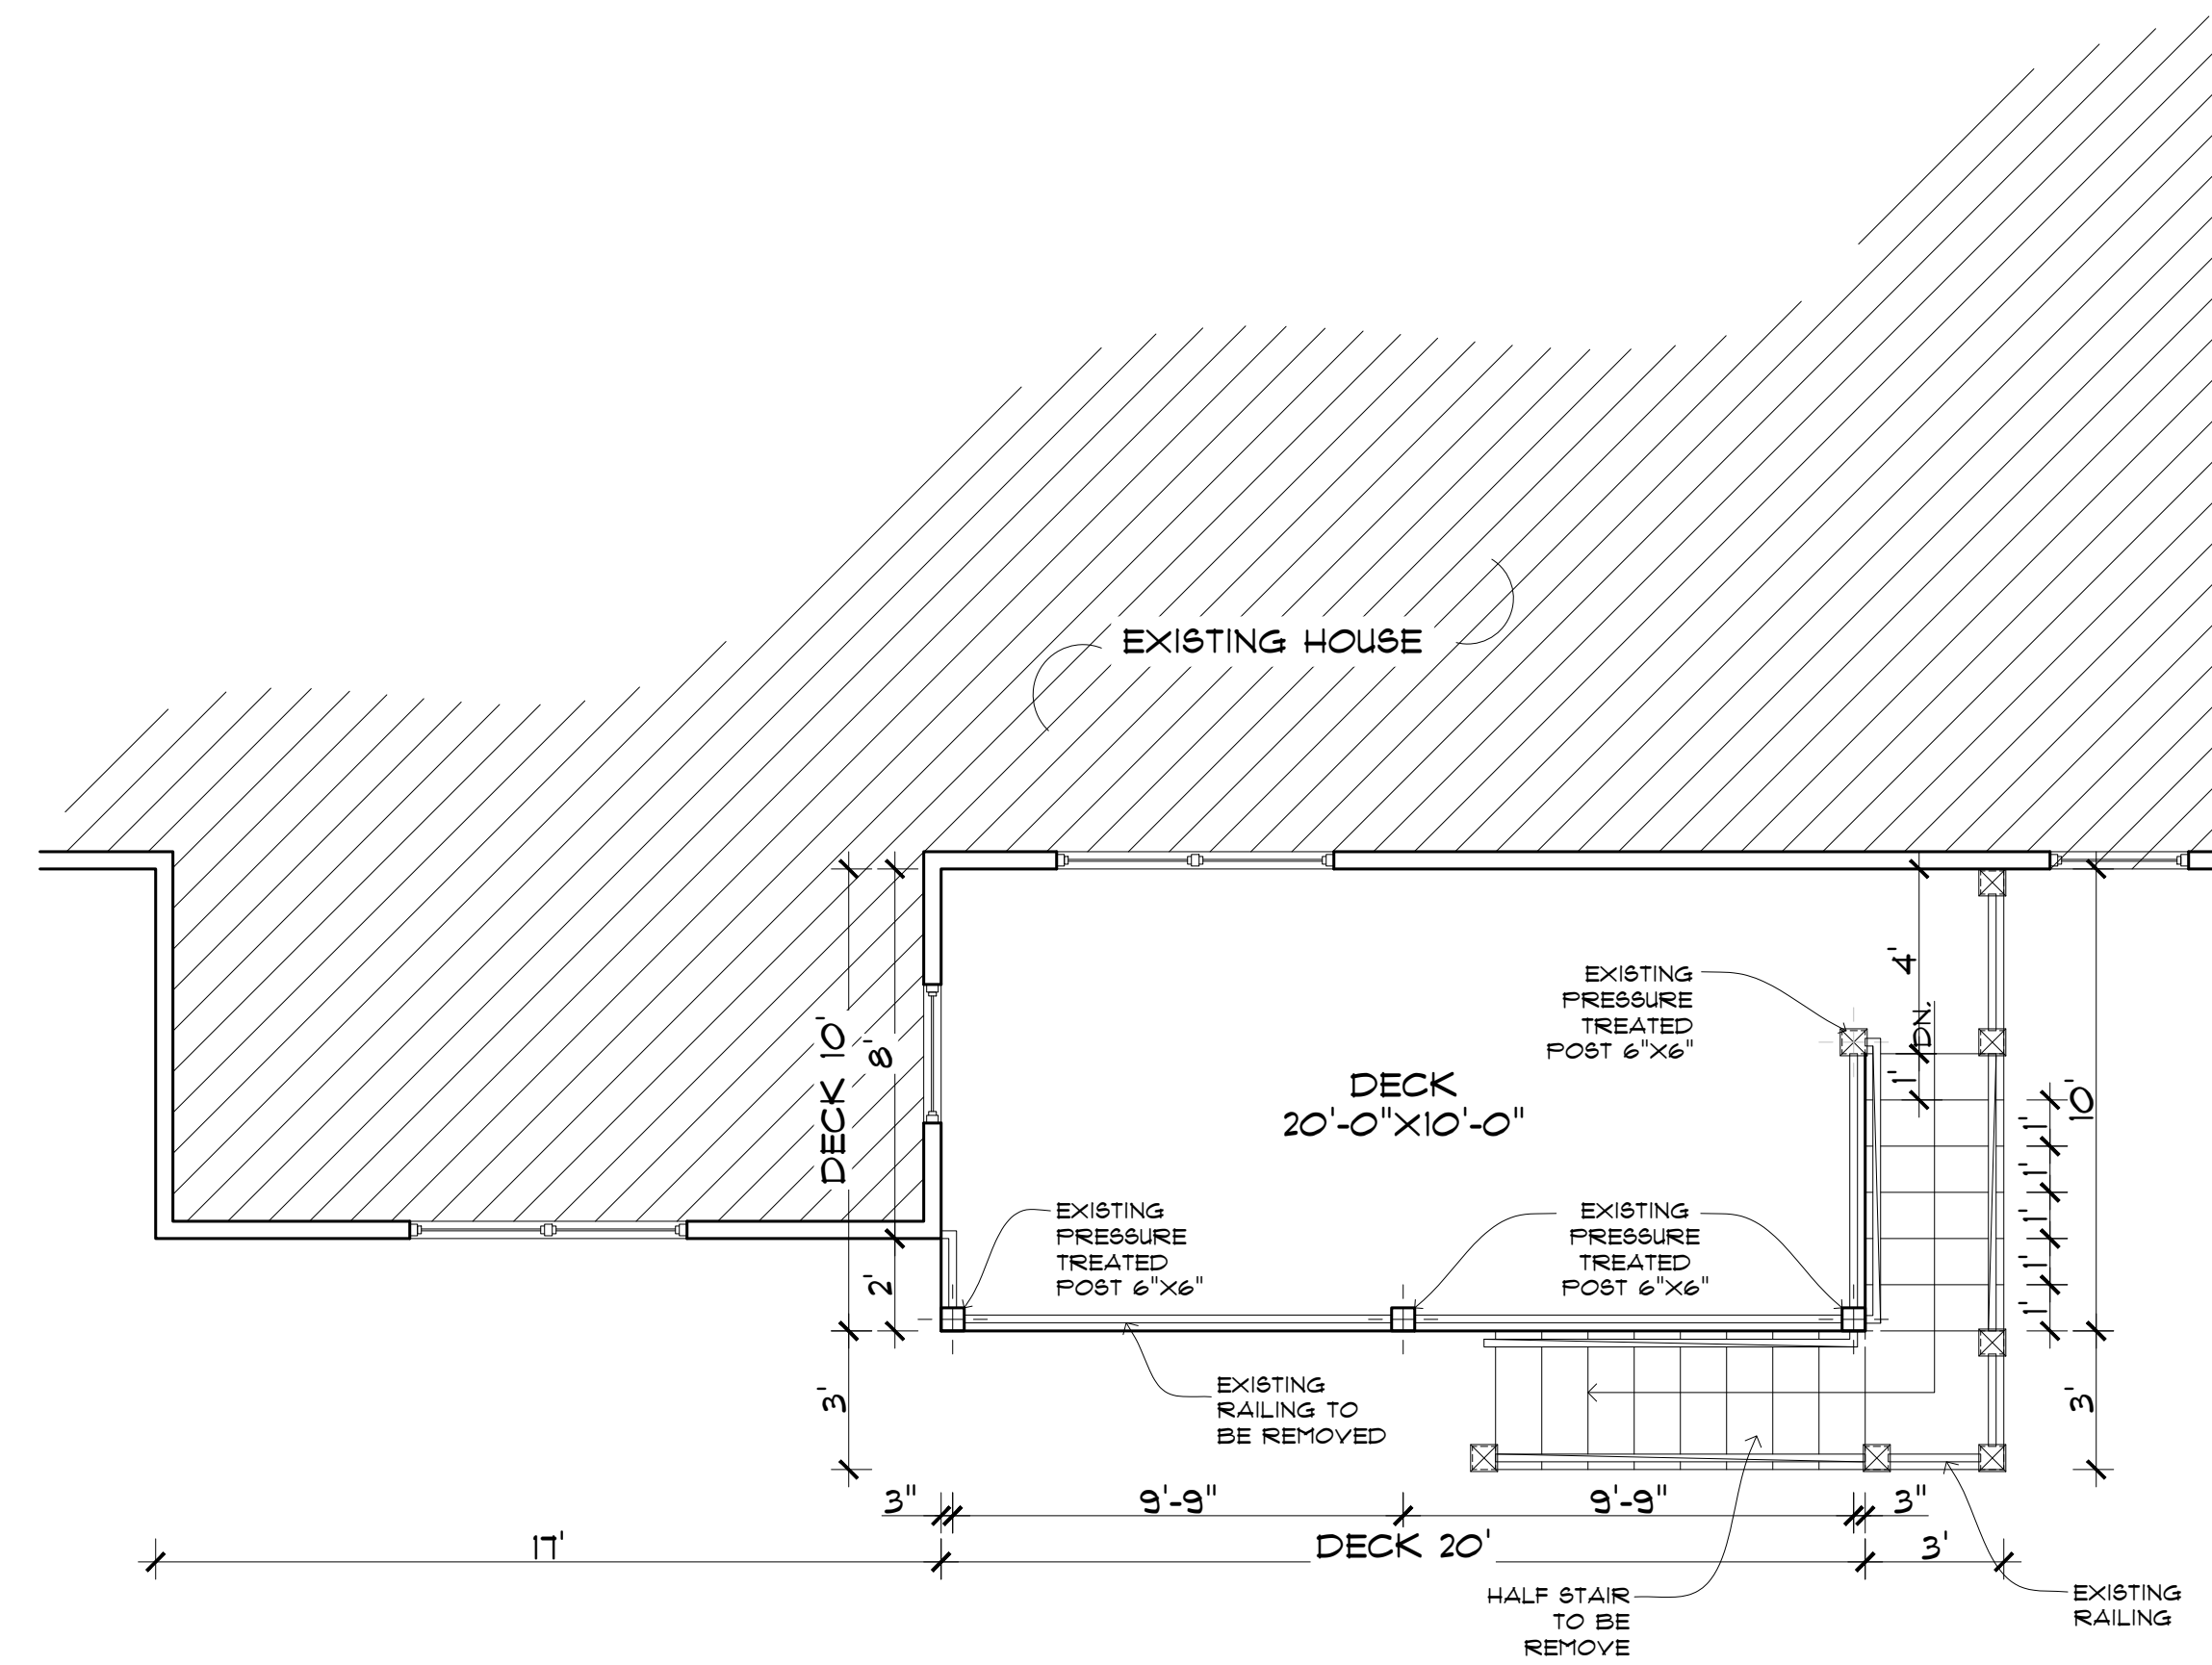 EXISTING HOUSE
4'
EXISTING
PRESSURE
TREATED
POST 6"X6"
DN.
DECK 10'
8'
1'
10'
DECK
20'-0"X10'-0"
1'
1'
1'
1'
1'
EXISTING
PRESSURE
TREATED
POST 6"X6"
EXISTING
PRESSURE
TREATED
POST 6"X6"
2'
3'
EXISTING
RAILING TO
BE REMOVED
3'
3"
9'-9"
9'-9"
3"
17'
DECK 20'
3'
HALF STAIR
TO BE
REMOVE
EXISTING
RAILING